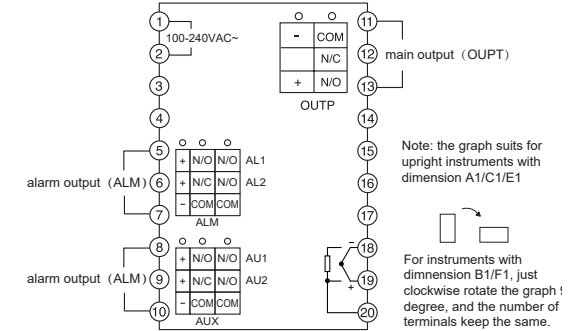 1
2
3
4
5
6
7
8
9
10
11
12
13
14
15
16
17
18
19
20
100-240VAC~
- COM
N/C
+ N/O
OUTP
main output（OUPT）
alarm output（ALM）
+ N/O N/O AL1
+ N/C N/O AL2
- COM COM
ALM
alarm output（ALM）
+ N/O N/O AU1
+ N/C N/O AU2
- COM COM
AUX
-
+
Note: the graph suits for
upright instruments with
dimension A1/C1/E1
For instruments with
dimnension B1/F1, just
clockwise rotate the graph
degree, and the number of
terminals keep the same.